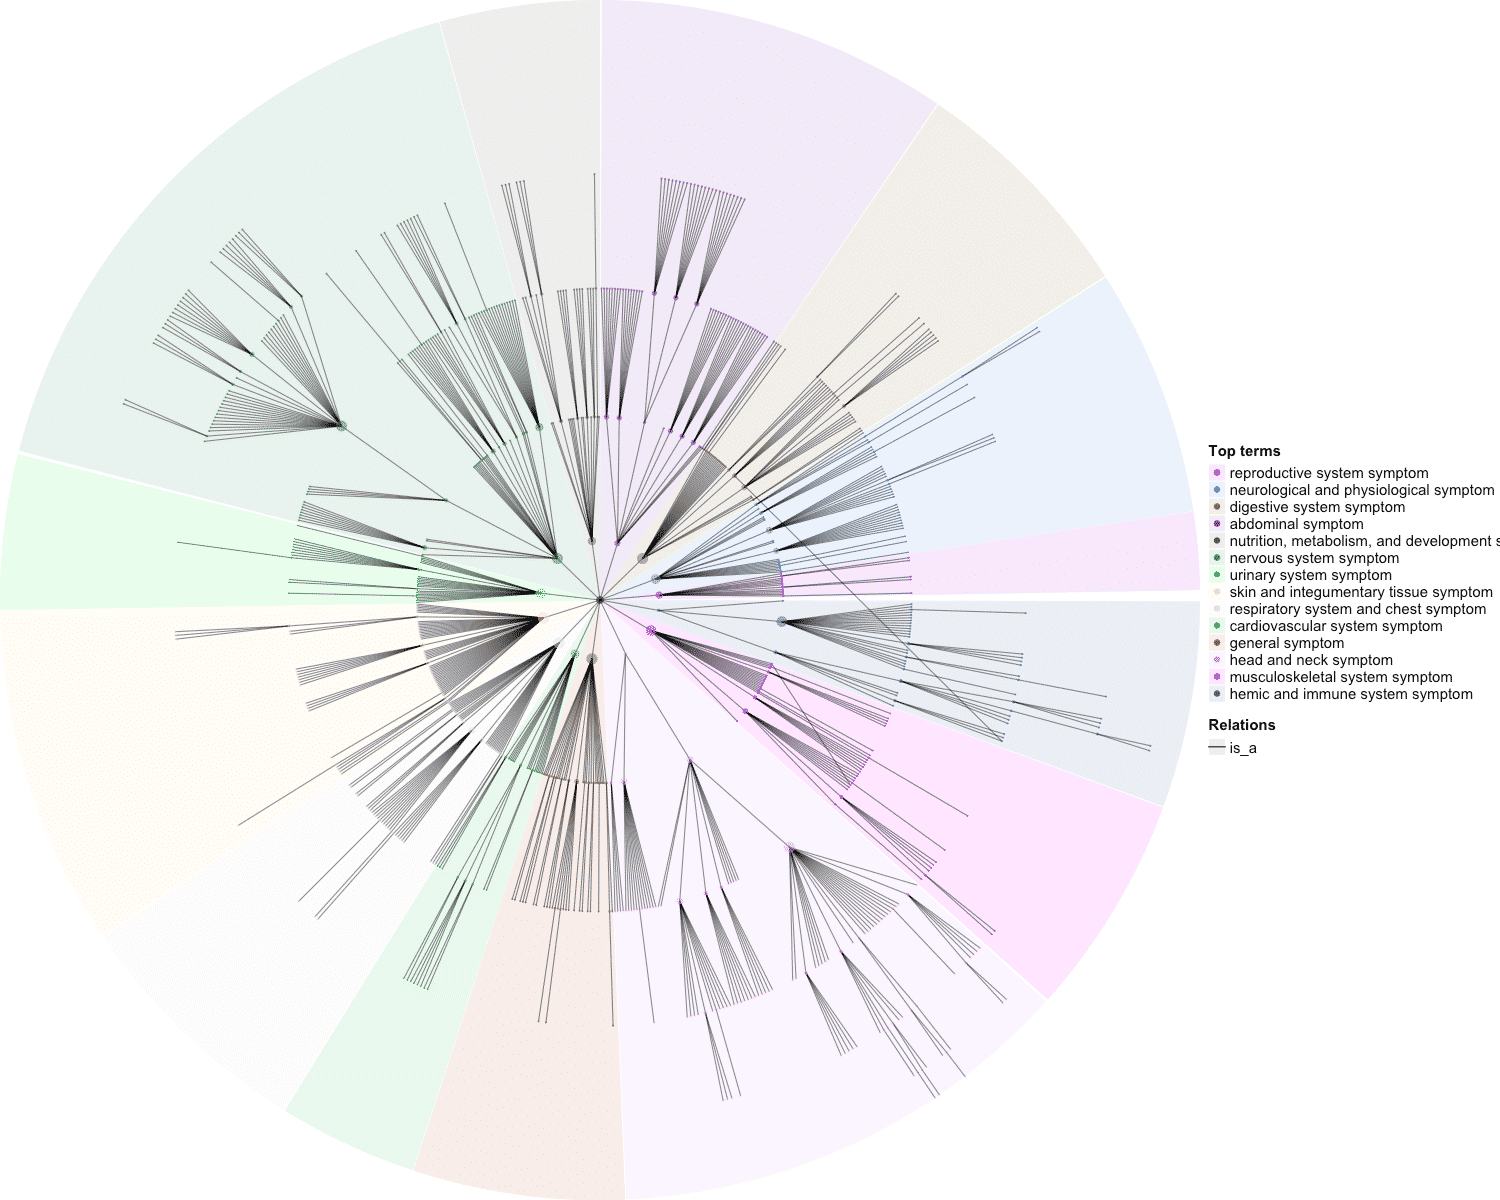 Top terms
reproductive system symptom
neurological and physiological symptom
digestive system symptom
abdominal symptom
nutrition, metabolism, and development s
nervous system symptom
urinary system symptom
skin and integumentary tissue symptom
respiratory system and chest symptom
cardiovascular system symptom
general symptom
head and neck symptom
musculoskeletal system symptom
hemic and immune system symptom
Relations
is_a